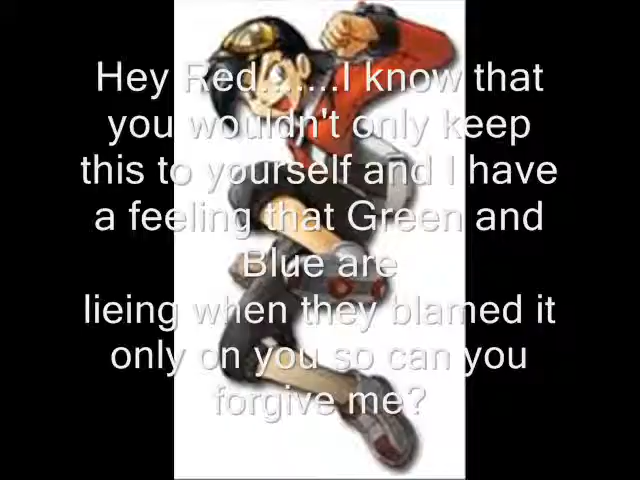 Hey Red.......I know that
you wouldn't only keep
this to yourself and I have
a feeling that Green and
Blue are
lieing when they blamed it
only on you so can you
forgive me?